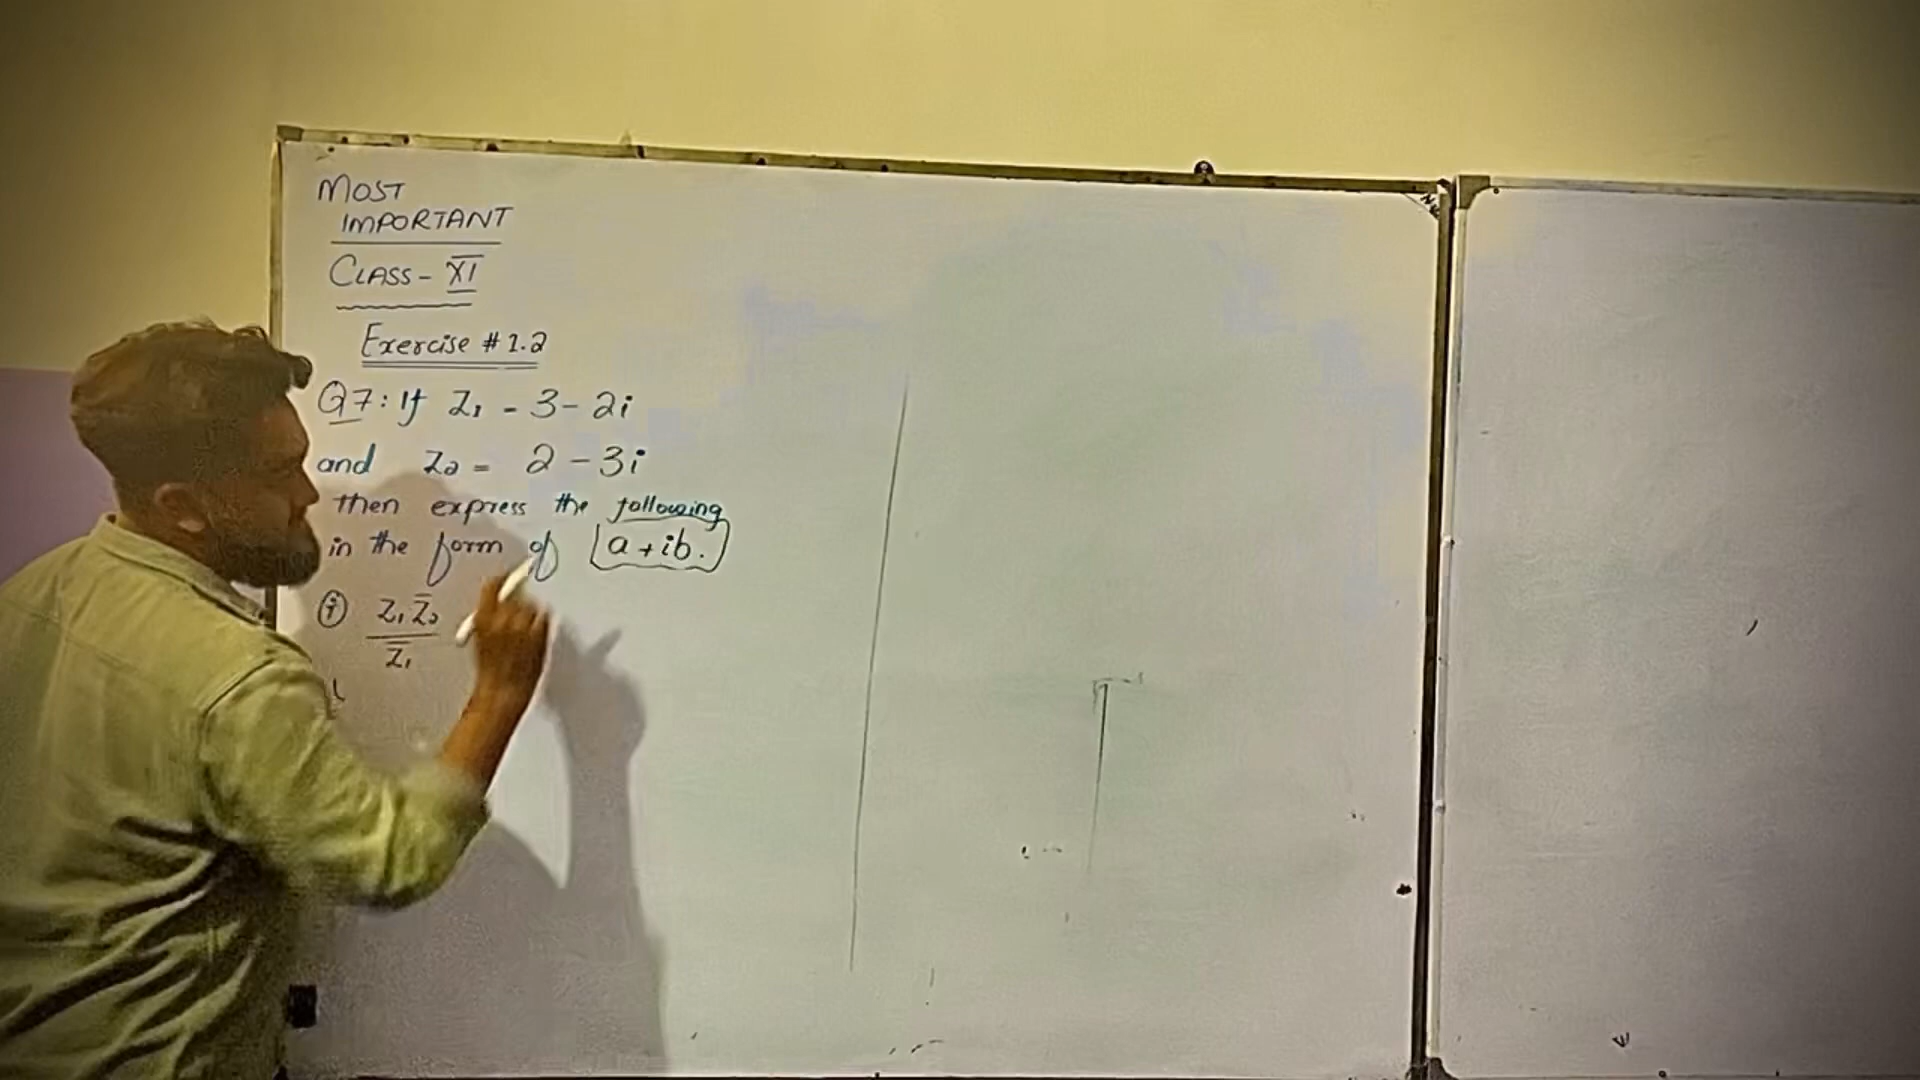 MOST
IMPORTANT
CLASS - XI
Exercise # 1.2
Q7: If Z₁ - 3 - 2i
and Z₂ = 2 - 3i
then express the following
in the form of a + ib.
(i) Z₁ Z̄₂
Z̄₁